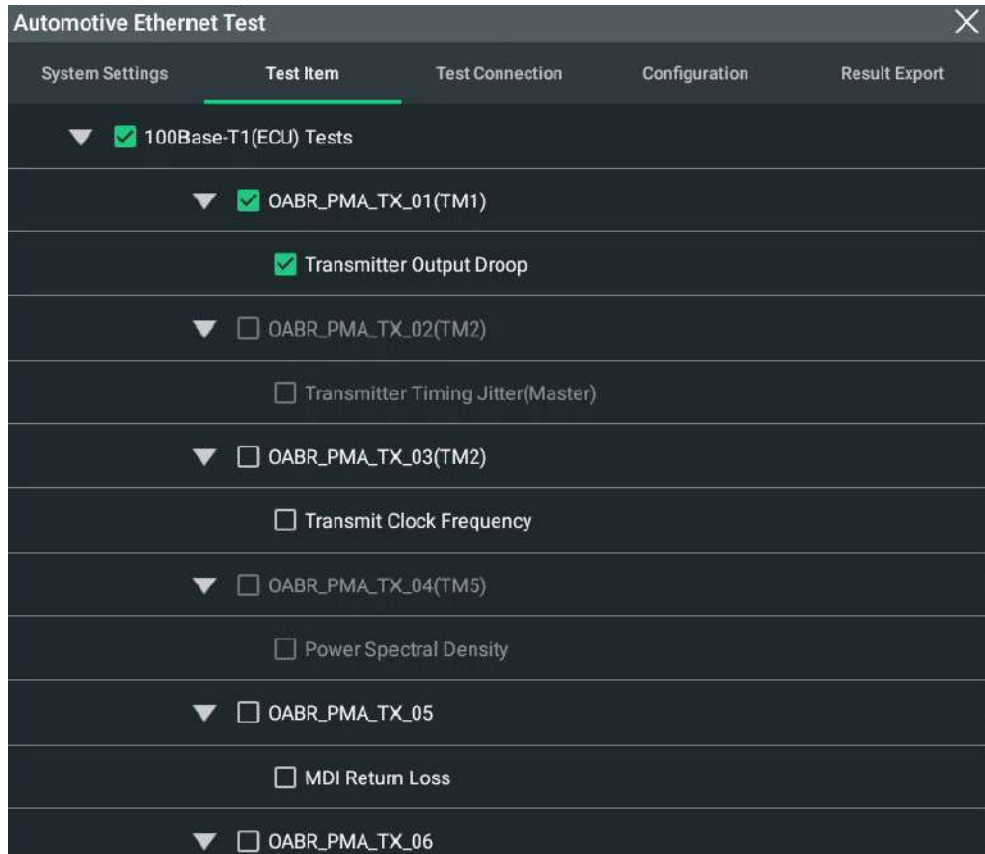 Automotive Ethernet Test
System Settings Test Item Test Connection Configuration Result Export
100Base-T1(ECU) Tests
OABR_PMA_TX_01(TM1)
Transmitter Output Droop
OABR_PMA_TX_02(TM2)
Transmitter Timing Jitter(Master)
OABR_PMA_TX_03(TM2)
Transmit Clock Frequency
OABR_PMA_TX_04(TM5)
Power Spectral Density
OABR_PMA_TX_05
MDI Return Loss
OABR_PMA_TX_06